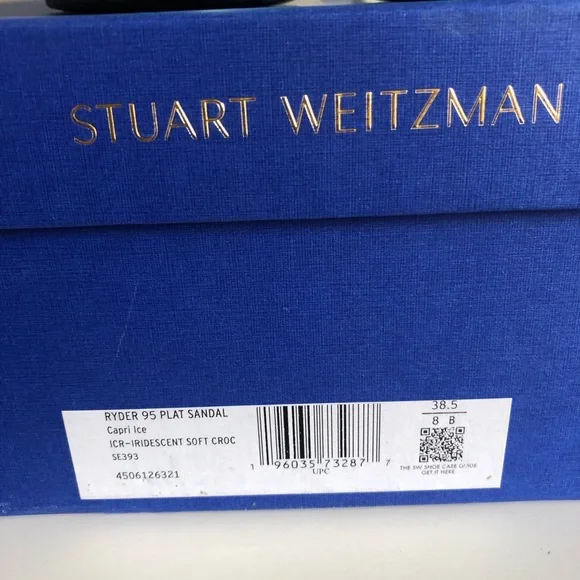 STUART WEITZMAN
RYDER 95 PLAT SANDAL
Capri Ice
ICR-IRIDESCENT SOFT CROC
SE393
4506126321
1 96035 73287 7
UPC
38.5
8 B
THE SW SHOE CARE GUIDE
GET IT HERE